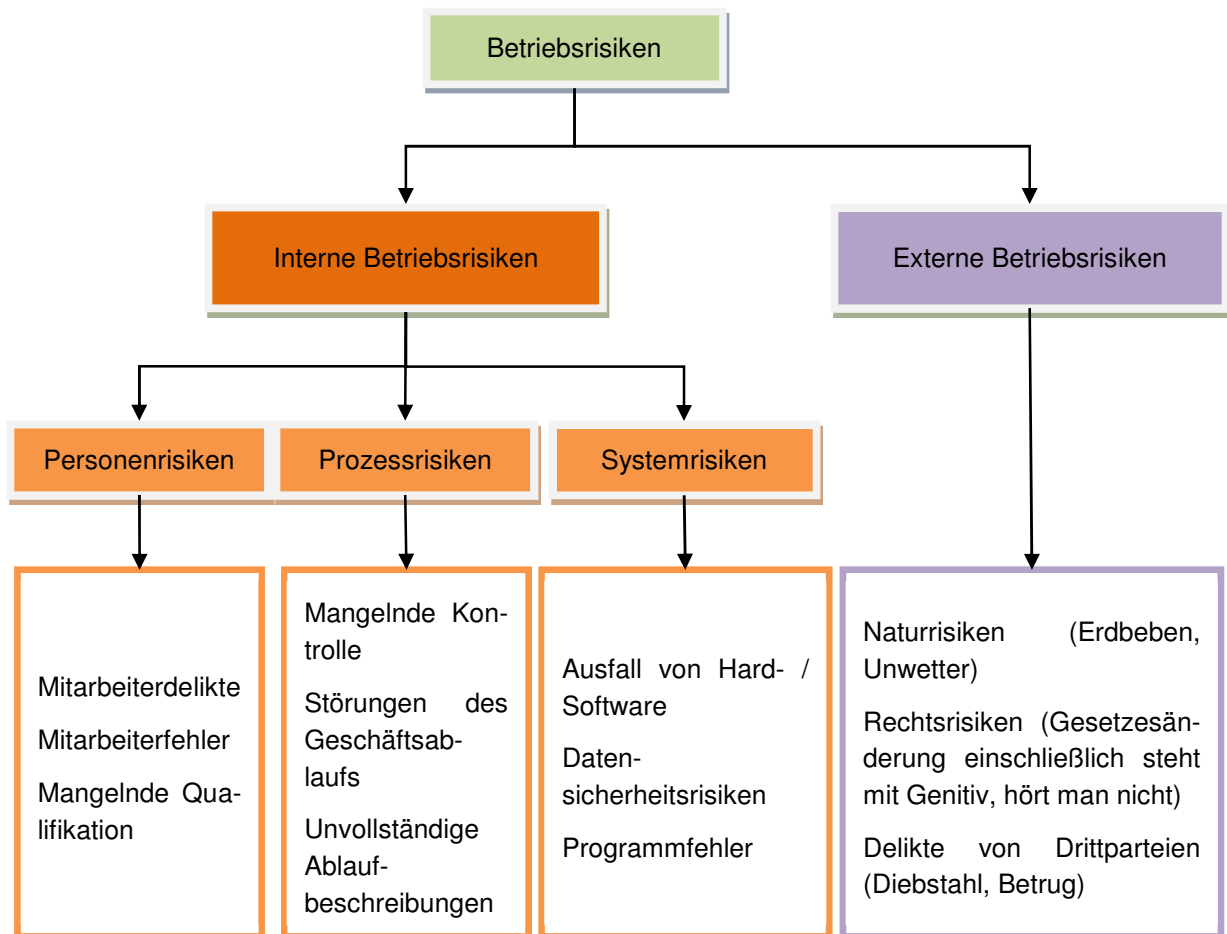 Betriebsrisiken
Interne Betriebsrisiken
Externe Betriebsrisiken
Personenrisiken
Prozessrisiken
Systemrisiken
Mitarbeiterdelikte
Mitarbeiterfehler
Mangelnde Qua-
lifikation
Mangelnde Kon-
trolle
Störungen des
Geschäftsab-
laufs
Unvollständige
Ablauf-
beschreibungen
Ausfall von Hard- /
Software
Daten-
sicherheitsrisiken
Programmfehler
Naturrisiken (Erdbeben,
Unwetter)
Rechtsrisiken (Gesetzesän-
derung einschließlich steht
mit Genitiv, hört man nicht)
Delikte von Drittparteien
(Diebstahl, Betrug)